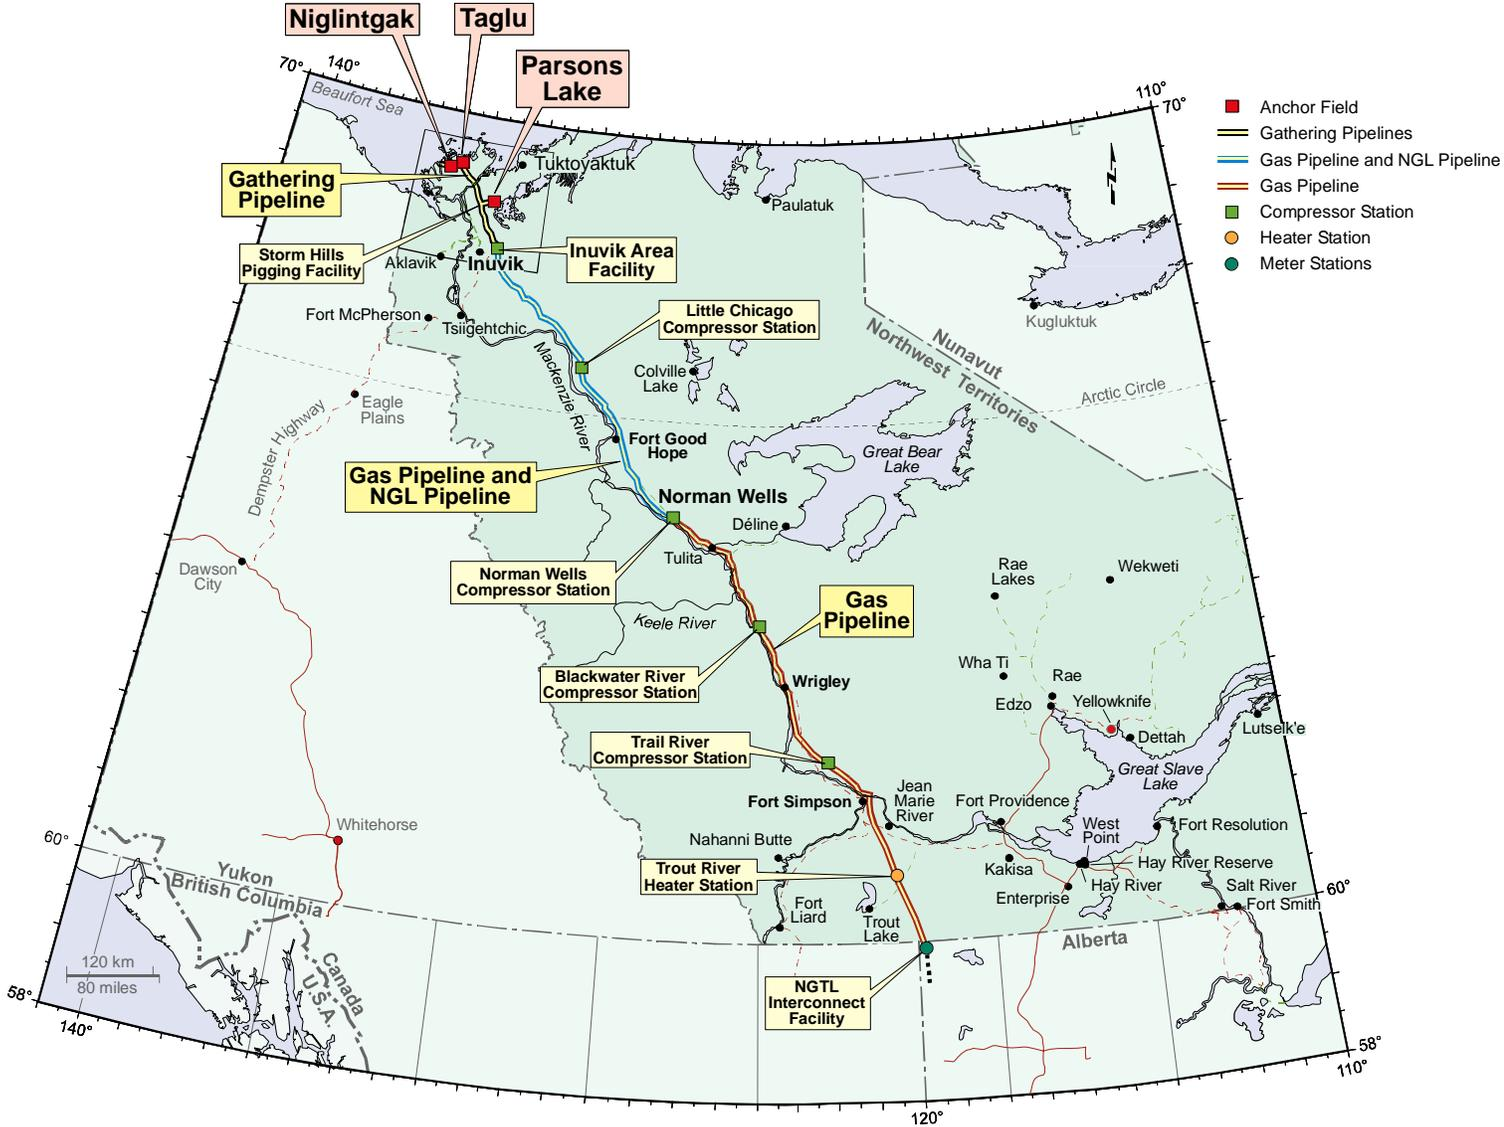 Niglintgak
Taglu
Parsons
Lake
70°
140°
Beaufort Sea
110°
70°
Anchor Field
Gathering Pipelines
Gas Pipeline and NGL Pipeline
Gas Pipeline
Compressor Station
Heater Station
Meter Stations
N
Tuktoyaktuk
Gathering
Pipeline
Paulatuk
Storm Hills
Pigging Facility
Aklavik
Inuvik
Inuvik Area
Facility
Fort McPherson
Tsiigehtchic
Little Chicago
Compressor Station
Kugluktuk
Nunavut
Northwest Territories
Mackenzie River
Colville
Lake
Arctic Circle
Eagle
Plains
Dempster Highway
Fort Good
Hope
Great Bear
Lake
Gas Pipeline and
NGL Pipeline
Norman Wells
Déline
Tulita
Dawson
City
Norman Wells
Compressor Station
Rae
Lakes
Wekweti
Gas
Pipeline
Keele River
Blackwater River
Compressor Station
Wrigley
Wha Ti
Rae
Edzo
Yellowknife
Dettah
Lutselk'e
Trail River
Compressor Station
Great Slave
Lake
Fort Simpson
Jean
Marie
River
Fort Providence
West
Point
Fort Resolution
Whitehorse
60°
Nahanni Butte
Kakisa
Hay River Reserve
Hay River
Enterprise
Salt River
Fort Smith
60°
Yukon
British Columbia
Trout River
Heater Station
Fort
Liard
Trout
Lake
Alberta
120 km
80 miles
Canada
U.S.A.
NGTL
Interconnect
Facility
58°
140°
120°
58°
110°